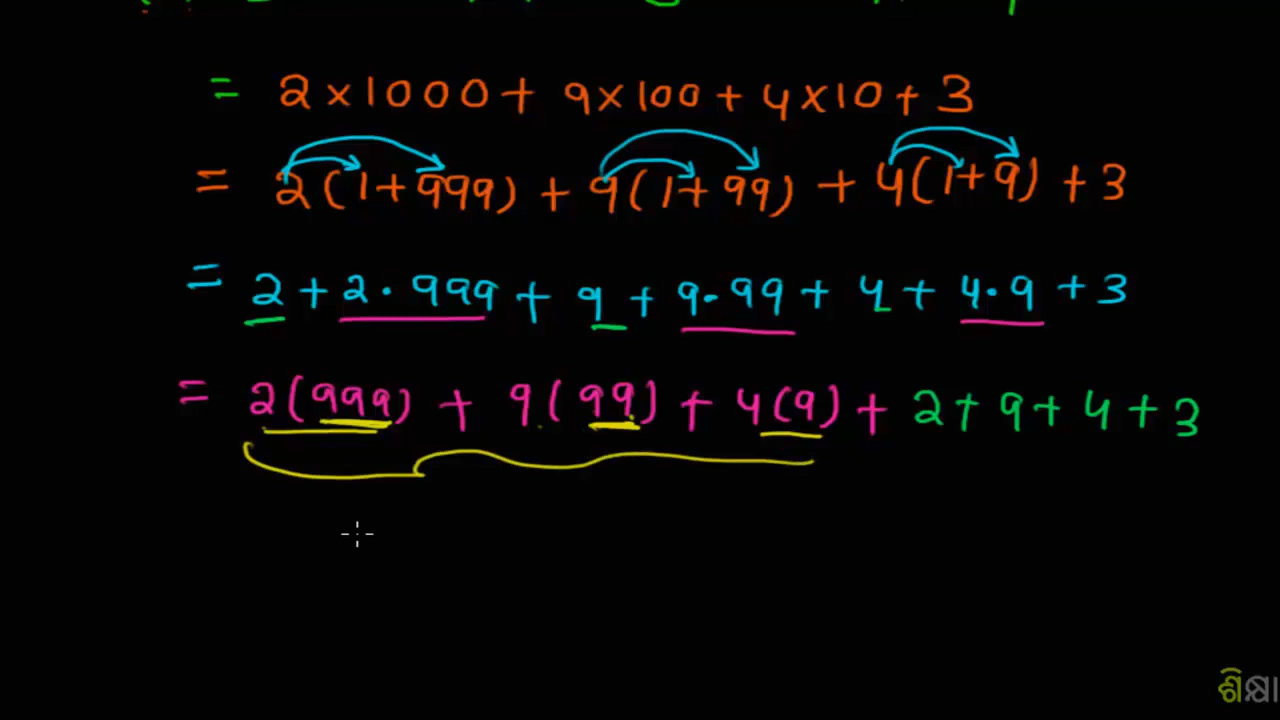 = 2 × 1000 + 9 × 100 + 4 × 10 + 3
= 2 ( 1 + 999 ) + 9 ( 1 + 99 ) + 4 ( 1 + 9 ) + 3
= 2 + 2 · 999 + 9 + 9 · 99 + 4 + 4 · 9 + 3
= 2 ( 999 ) + 9 ( 99 ) + 4 ( 9 ) + 2 + 9 + 4 + 3
ଶିକ୍ଷା